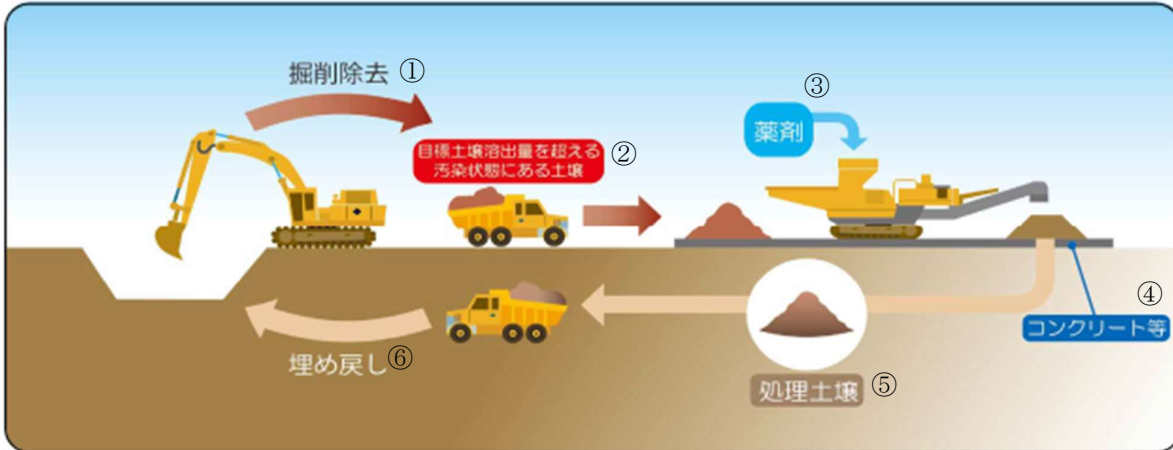 掘削除去 ①
目標土壌溶出量を超える
汚染状態にある土壌
②
③
薬剤
④
コンクリート等
処理土壌 ⑤
埋め戻し⑥